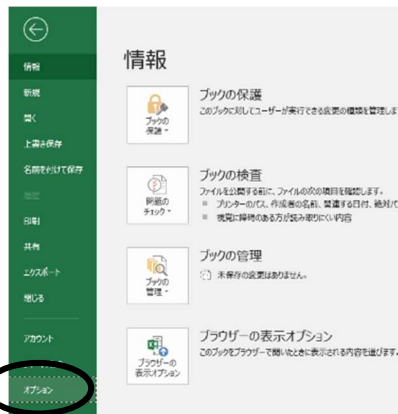 情報
新規
開く
上書き保存
名前を付けて保存
印刷
共有
エクスポート
閉じる
アカウント
オプション
情報
ブックの保護
このブックに対してユーザーが実行できる変更の種類を管理しま
ブックの
保護
ブックの検査
ファイルを公開する前に、ファイルの次の項目を確認します。
プリンターのパス、作成者の名前、関連する日付、絶対パ
視覚に障碍のある方が読み取りにくい内容
問題の
チェック
ブックの管理
未保存の変更はありません。
ブックの
管理
ブラウザーの表示オプション
このブックをブラウザーで開いたときに表示される内容を選びます。
ブラウザーの
表示オプション